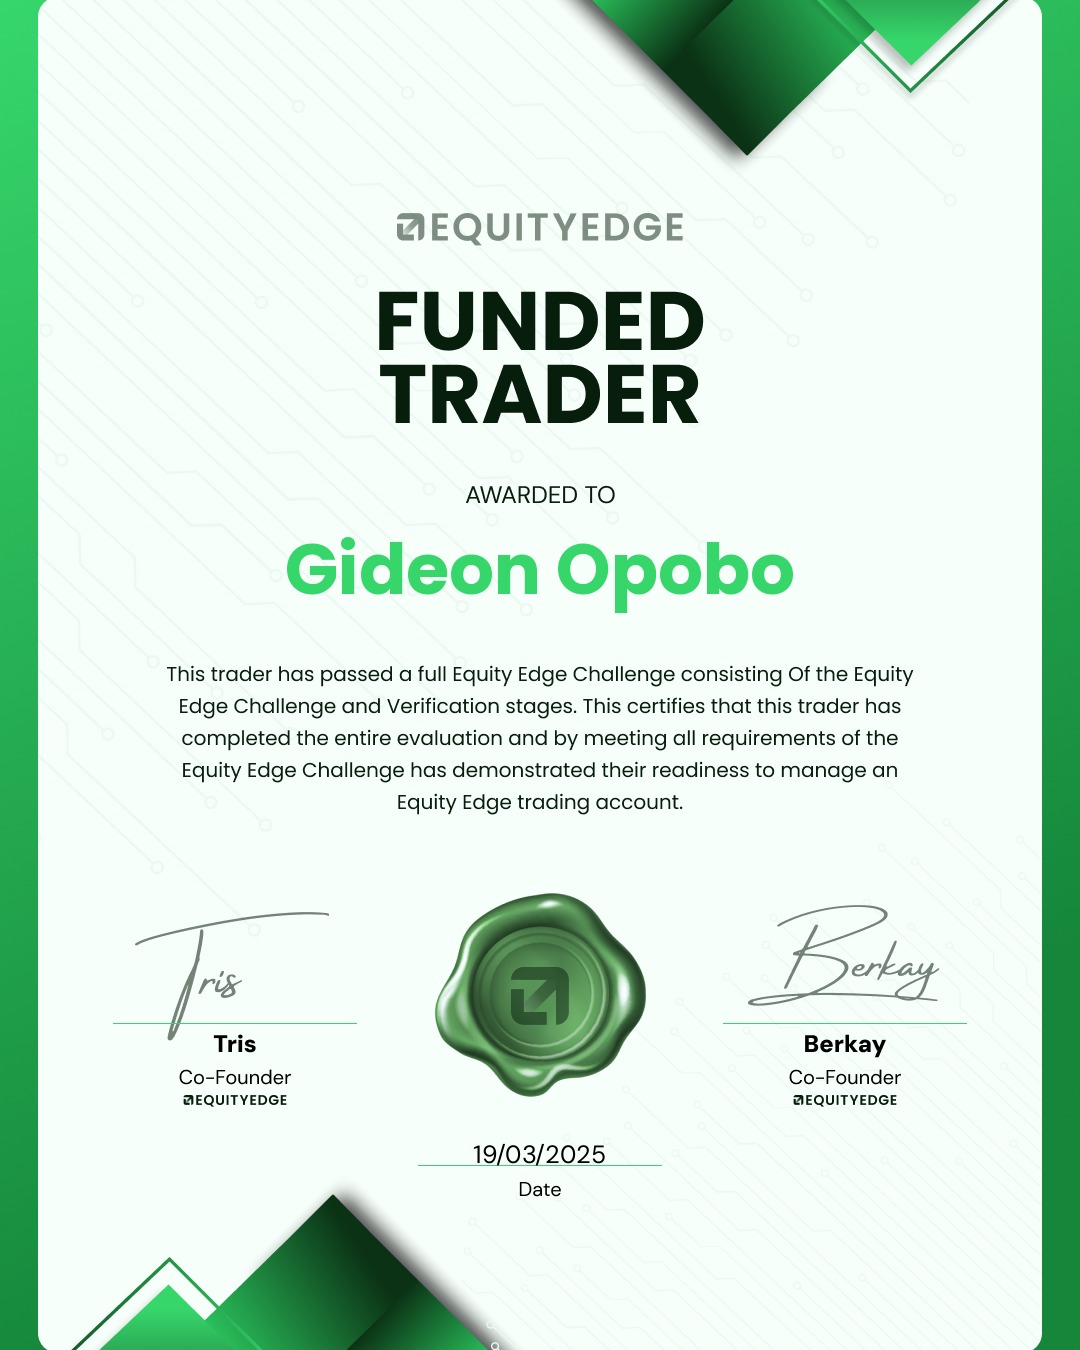 EQUITYEDGE
FUNDED
TRADER
AWARDED TO
Gideon Opobo
This trader has passed a full Equity Edge Challenge consisting Of the Equity
Edge Challenge and Verification stages. This certifies that this trader has
completed the entire evaluation and by meeting all requirements of the
Equity Edge Challenge has demonstrated their readiness to manage an
Equity Edge trading account.
Tris
Berkay
Tris
Berkay
Co-Founder
Co-Founder
EQUITYEDGE
EQUITYEDGE
19/03/2025
Date